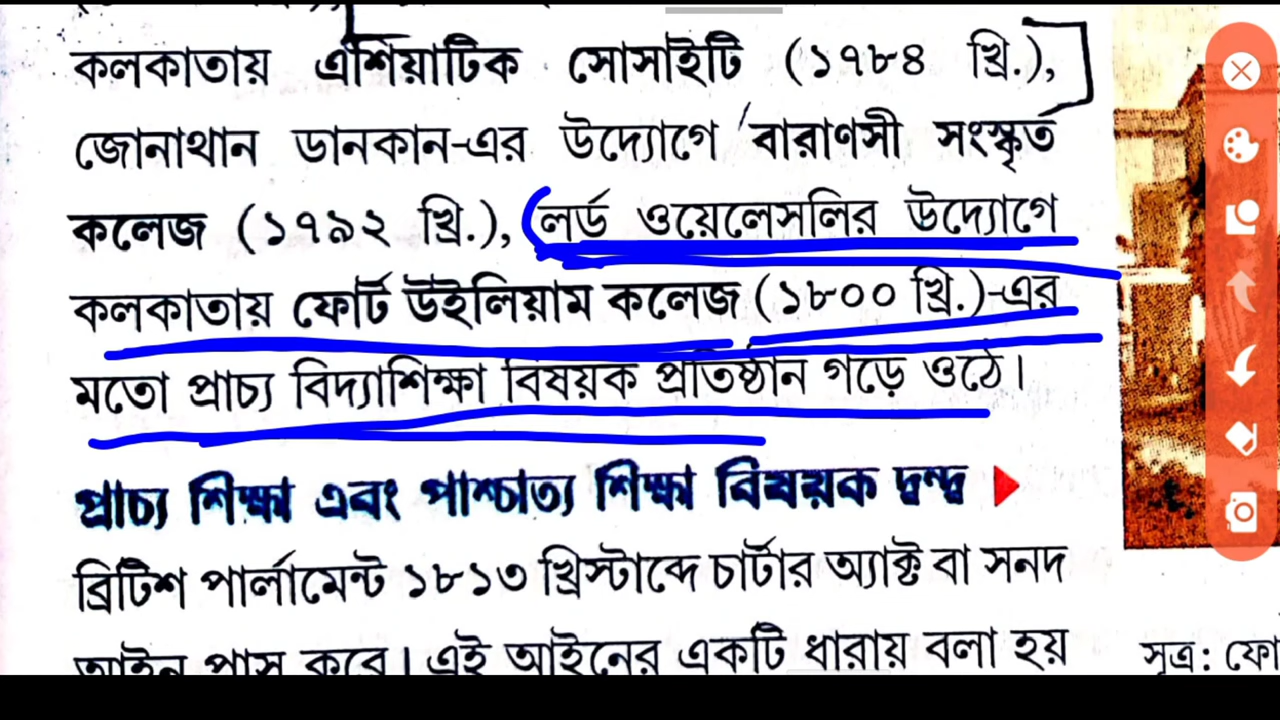 কলকাতায় এশিয়াটিক সোসাইটি (১৭৮৪ খ্রি.),
জোনাথান ডানকান-এর উদ্যোগে বারাণসী সংস্কৃত
কলেজ (১৭৯২ খ্রি.), লর্ড ওয়েলেসলির উদ্যোগে
কলকাতায় ফোর্ট উইলিয়াম কলেজ (১৮০০ খ্রি.)-এর
মতো প্রাচ্য বিদ্যাশিক্ষা বিষয়ক প্রতিষ্ঠান গড়ে ওঠে।
প্রাচ্য শিক্ষা এবং পাশ্চাত্য শিক্ষা বিষয়ক দ্বন্দ্ব
ব্রিটিশ পার্লামেন্ট ১৮১৩ খ্রিস্টাব্দে চার্টার অ্যাক্ট বা সনদ
আইন পাস করে। এই আইনের একটি ধারায় বলা হয়
সূত্র: ফো